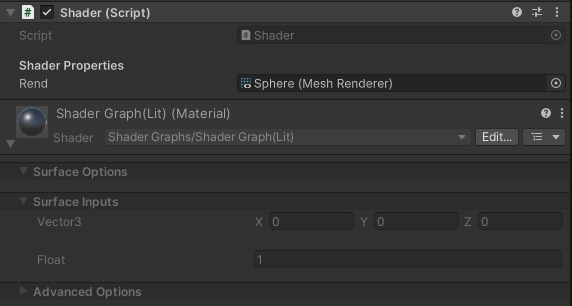 Shader (Script)
Script Shader
Shader Properties
Rend Sphere (Mesh Renderer)
Shader Graph(Lit) (Material)
Shader Shader Graphs/Shader Graph(Lit) Edit...
Surface Options
Surface Inputs
Vector3 X 0 Y 0 Z 0
Float 1
Advanced Options